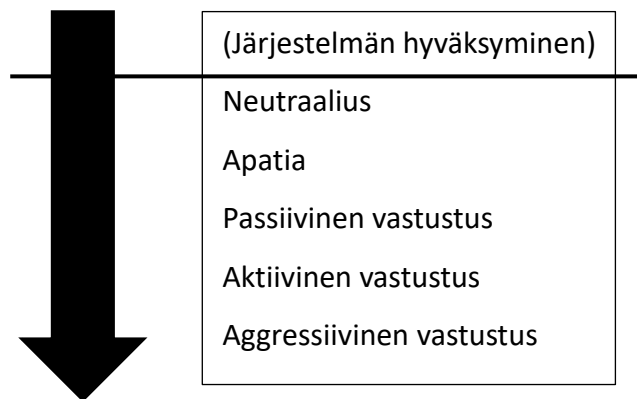 (Järjestelmän hyväksyminen)
Neutraalius
Apatia
Passiivinen vastustus
Aktiivinen vastustus
Aggressiivinen vastustus